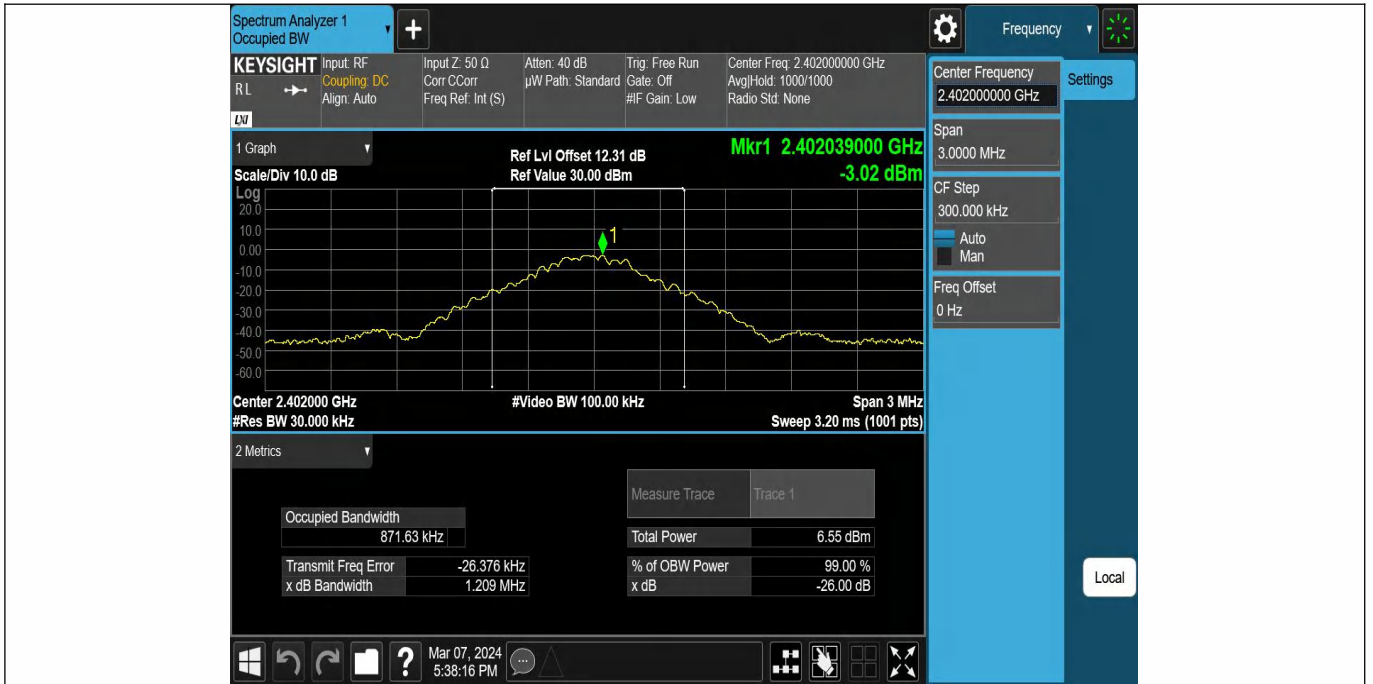 Spectrum Analyzer 1
Occupied BW
+
Frequency
KEYSIGHT
RL
LXI
Input: RF
Coupling: DC
Align: Auto
Input Z: 50 Ω
Corr CCorr
Freq Ref: Int (S)
Atten: 40 dB
µW Path: Standard
Trig: Free Run
Gate: Off
#IF Gain: Low
Center Freq: 2.402000000 GHz
Avg|Hold: 1000/1000
Radio Std: None
Center Frequency
2.402000000 GHz
Settings
Span
3.0000 MHz
CF Step
300.000 kHz
Auto
Man
Freq Offset
0 Hz
Local
1 Graph
Scale/Div 10.0 dB
Ref Lvl Offset 12.31 dB
Ref Value 30.00 dBm
Mkr1 2.402039000 GHz
-3.02 dBm
Log
20.0
10.0
0.00
-10.0
-20.0
-30.0
-40.0
-50.0
-60.0
1
Center 2.402000 GHz
#Video BW 100.00 kHz
Span 3 MHz
#Res BW 30.000 kHz
Sweep 3.20 ms (1001 pts)
2 Metrics
Measure Trace Trace 1
Occupied Bandwidth
871.63 kHz
Total Power 6.55 dBm
Transmit Freq Error -26.376 kHz
% of OBW Power 99.00 %
x dB Bandwidth 1.209 MHz
x dB -26.00 dB
?
Mar 07, 2024
5:38:16 PM